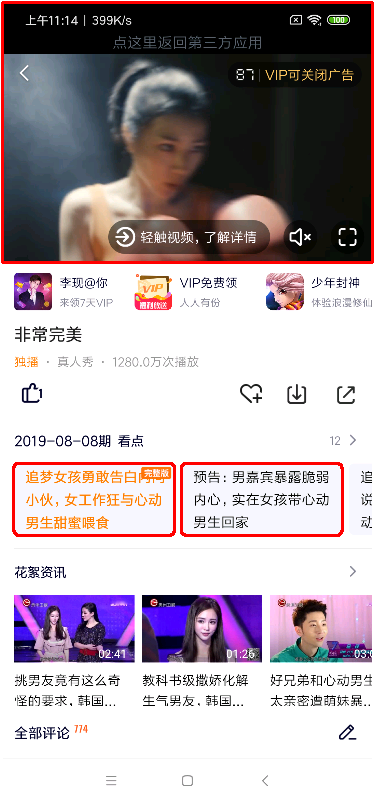 上午11:14 | 399K/s
100
点这里返回第三方应用
87 | VIP可关闭广告
轻触视频，了解详情
李现@你
来领7天VIP
VIP免费领
人人有份
少年封神
体验浪漫修仙
非常完美
独播 · 真人秀 · 1280.0万次播放
1
2019-08-08期 看点
12
完整版
追梦女孩勇敢告白闪闪
小伙，女工作狂与心动
男生甜蜜喂食
预告：男嘉宾暴露脆弱
内心，实在女孩带心动
男生回家
追
说
动
花絮资讯
02:41
01:26
03:0
挑男友竟有这么奇
怪的要求，韩国...
教科书级撒娇化解
生气男友，韩国...
好兄弟和心动男生
太亲密遭萌妹暴...
全部评论 774